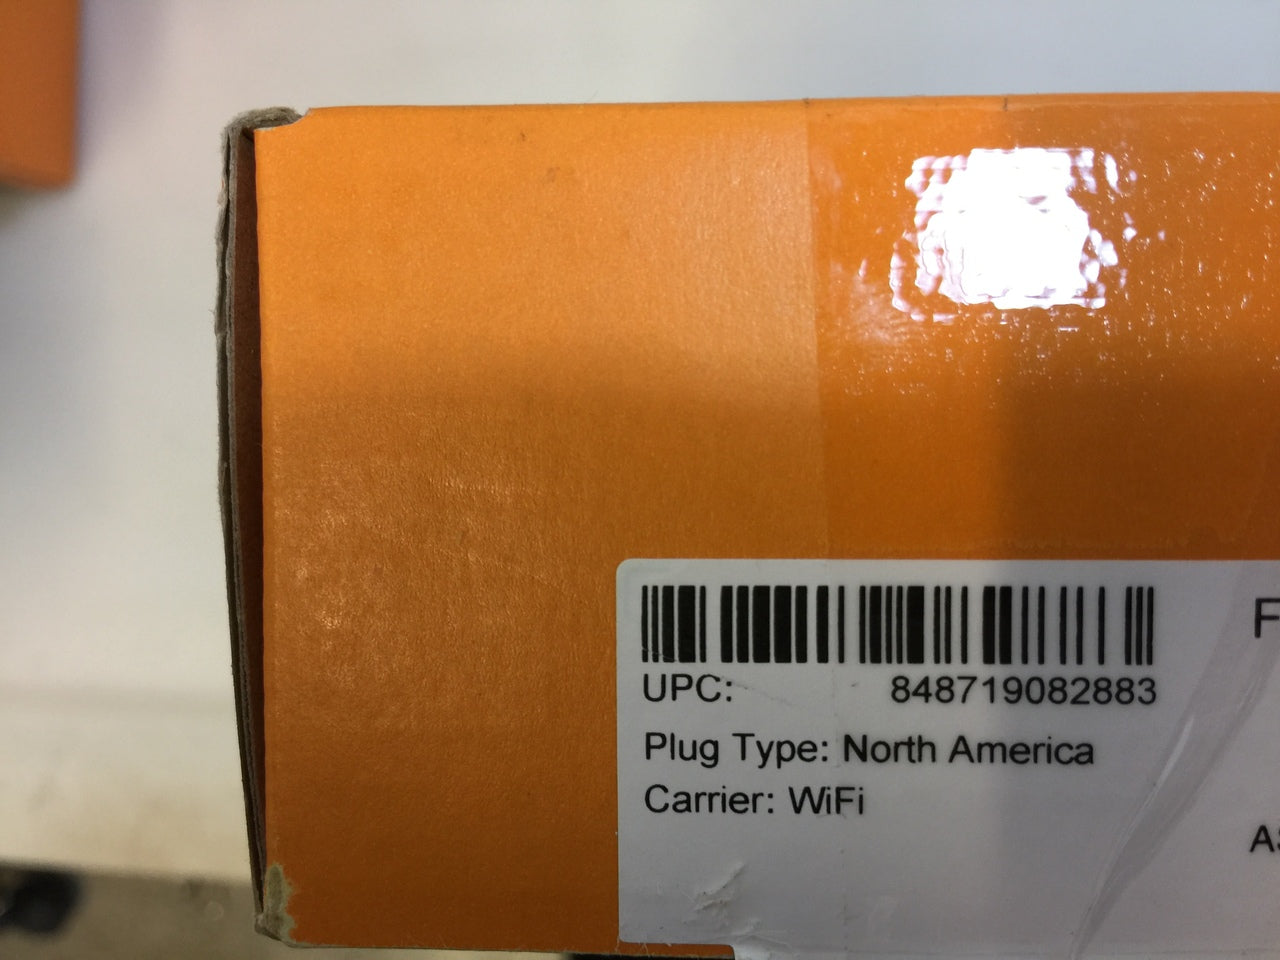 UPC: 848719082883
Plug Type: North America
Carrier: WiFi